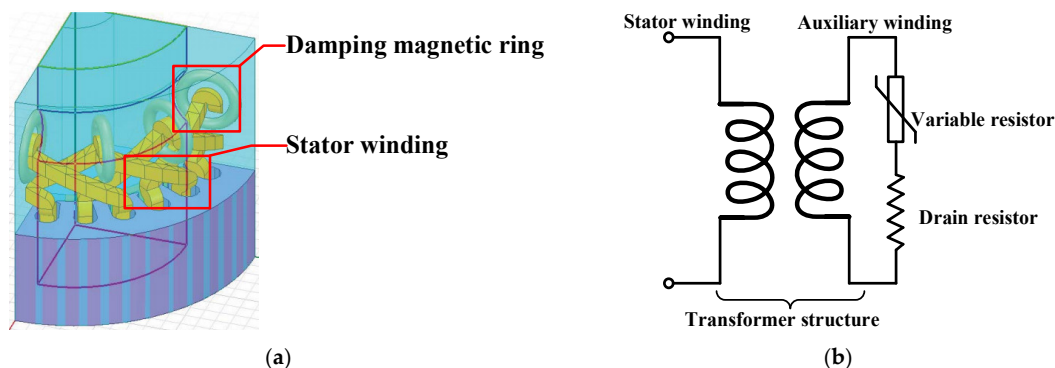 Damping magnetic ring
Stator winding
(a)
Stator winding
Auxiliary winding
Variable resistor
Drain resistor
Transformer structure
(b)